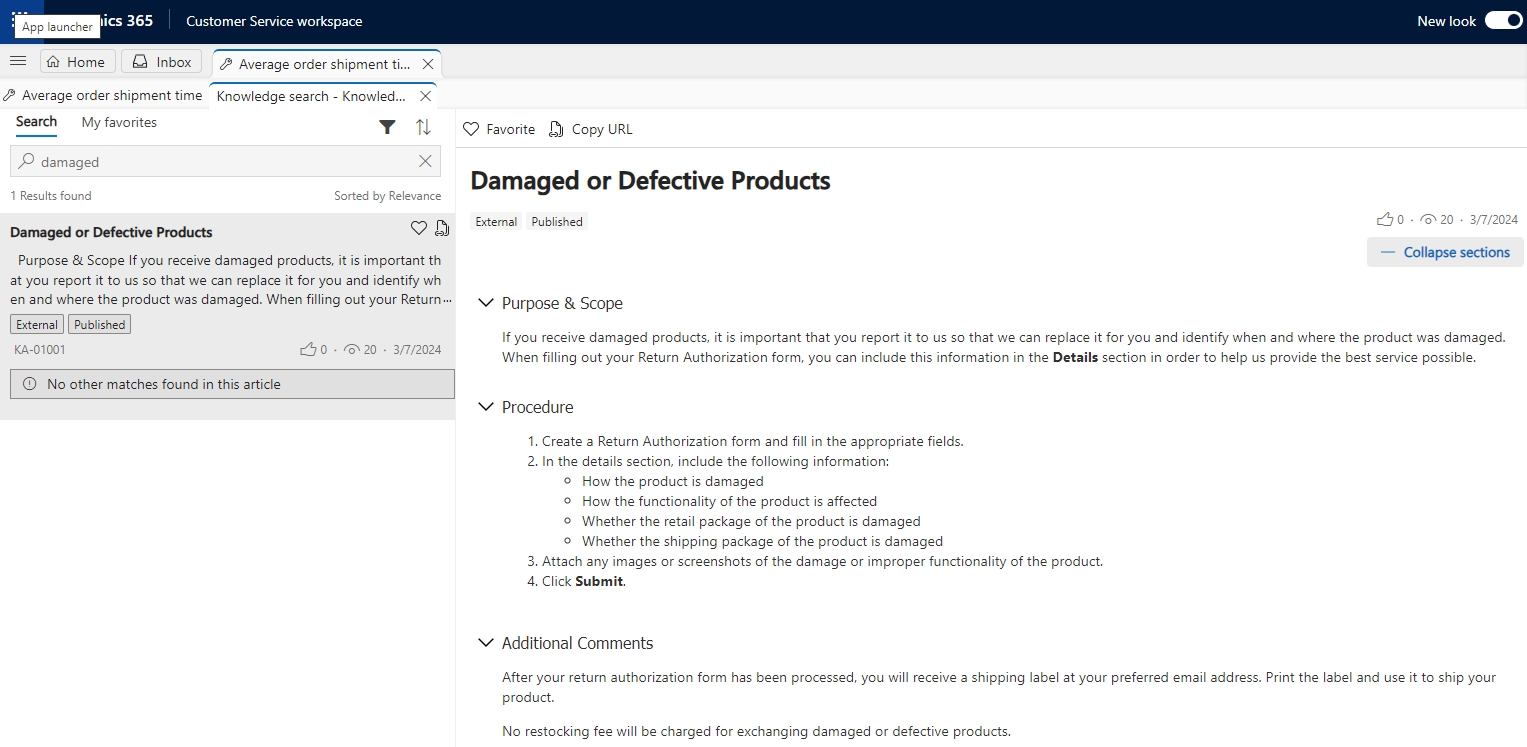 App launcher
ics 365
Customer Service workspace
New look
Home
Inbox
Average order shipment ti...
Average order shipment time
Knowledge search - Knowled...
Search
My favorites
damaged
1 Results found
Sorted by Relevance
Damaged or Defective Products
Purpose & Scope If you receive damaged products, it is important th
at you report it to us so that we can replace it for you and identify wh
en and where the product was damaged. When filling out your Return...
External
Published
KA-01001
0 · 20 · 3/7/2024
No other matches found in this article
Favorite
Copy URL
Damaged or Defective Products
External
Published
0 · 20 · 3/7/2024
Collapse sections
Purpose & Scope
If you receive damaged products, it is important that you report it to us so that we can replace it for you and identify when and where the product was damaged.
When filling out your Return Authorization form, you can include this information in the Details section in order to help us provide the best service possible.
Procedure
1. Create a Return Authorization form and fill in the appropriate fields.
2. In the details section, include the following information:
How the product is damaged
How the functionality of the product is affected
Whether the retail package of the product is damaged
Whether the shipping package of the product is damaged
3. Attach any images or screenshots of the damage or improper functionality of the product.
4. Click Submit.
Additional Comments
After your return authorization form has been processed, you will receive a shipping label at your preferred email address. Print the label and use it to ship your
product.
No restocking fee will be charged for exchanging damaged or defective products.